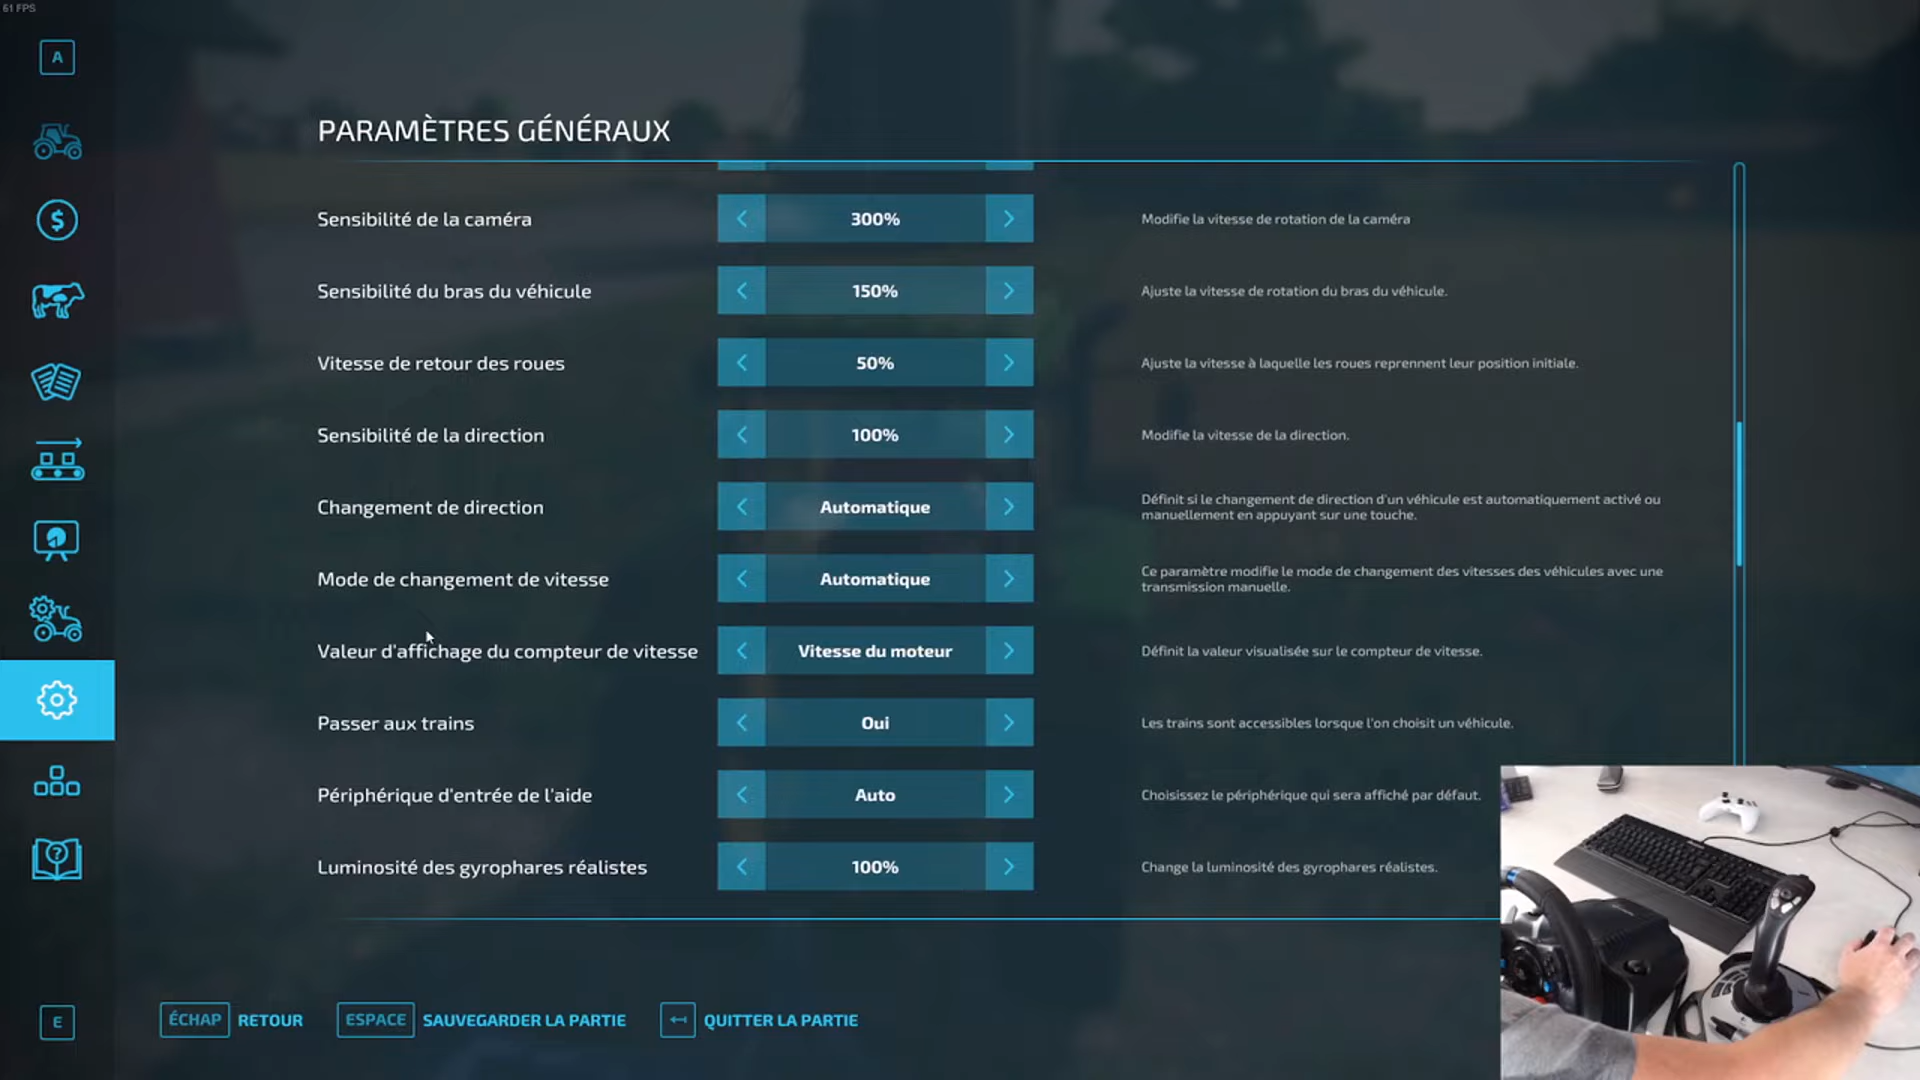 61 FPS
A
PARAMÈTRES GÉNÉRAUX
Sensibilité de la caméra
300%
Modifie la vitesse de rotation de la caméra
Sensibilité du bras du véhicule
150%
Ajuste la vitesse de rotation du bras du véhicule.
Vitesse de retour des roues
50%
Ajuste la vitesse à laquelle les roues reprennent leur position initiale.
Sensibilité de la direction
100%
Modifie la vitesse de la direction.
Changement de direction
Automatique
Définit si le changement de direction d'un véhicule est automatiquement activé ou
manuellement en appuyant sur une touche.
Mode de changement de vitesse
Automatique
Ce paramètre modifie le mode de changement des vitesses des véhicules avec une
transmission manuelle.
Valeur d'affichage du compteur de vitesse
Vitesse du moteur
Définit la valeur visualisée sur le compteur de vitesse.
Passer aux trains
Oui
Les trains sont accessibles lorsque l'on choisit un véhicule.
Périphérique d'entrée de l'aide
Auto
Choisissez le périphérique qui sera affiché par défaut.
Luminosité des gyrophares réalistes
100%
Change la luminosité des gyrophares réalistes.
E
ÉCHAP RETOUR
ESPACE SAUVEGARDER LA PARTIE
QUITTER LA PARTIE